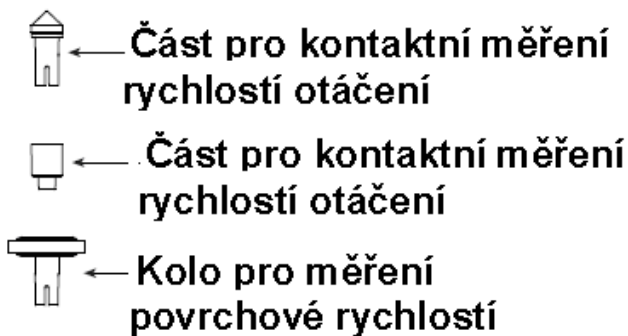 Část pro kontaktní měření
rychlostí otáčení
Část pro kontaktní měření
rychlostí otáčení
Kolo pro měření
povrchové rychlostí